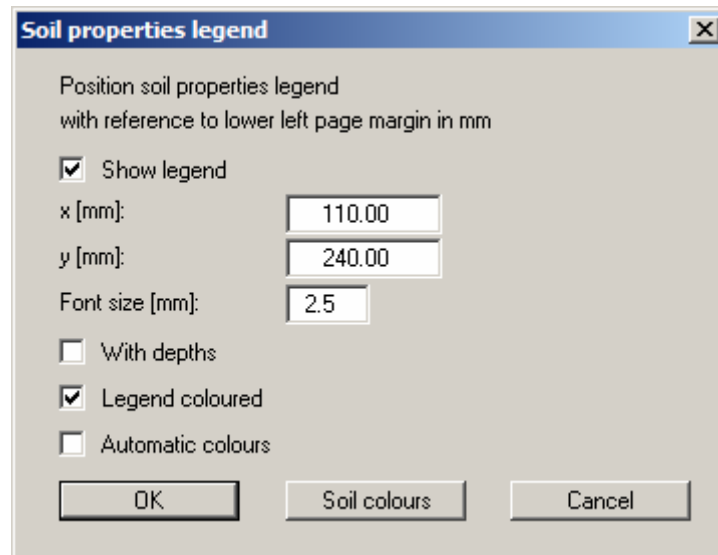 Soil properties legend
Position soil properties legend
with reference to lower left page margin in mm
Show legend
x [mm]: 110.00
y [mm]: 240.00
Font size [mm]: 2.5
With depths
Legend coloured
Automatic colours
OK Soil colours Cancel